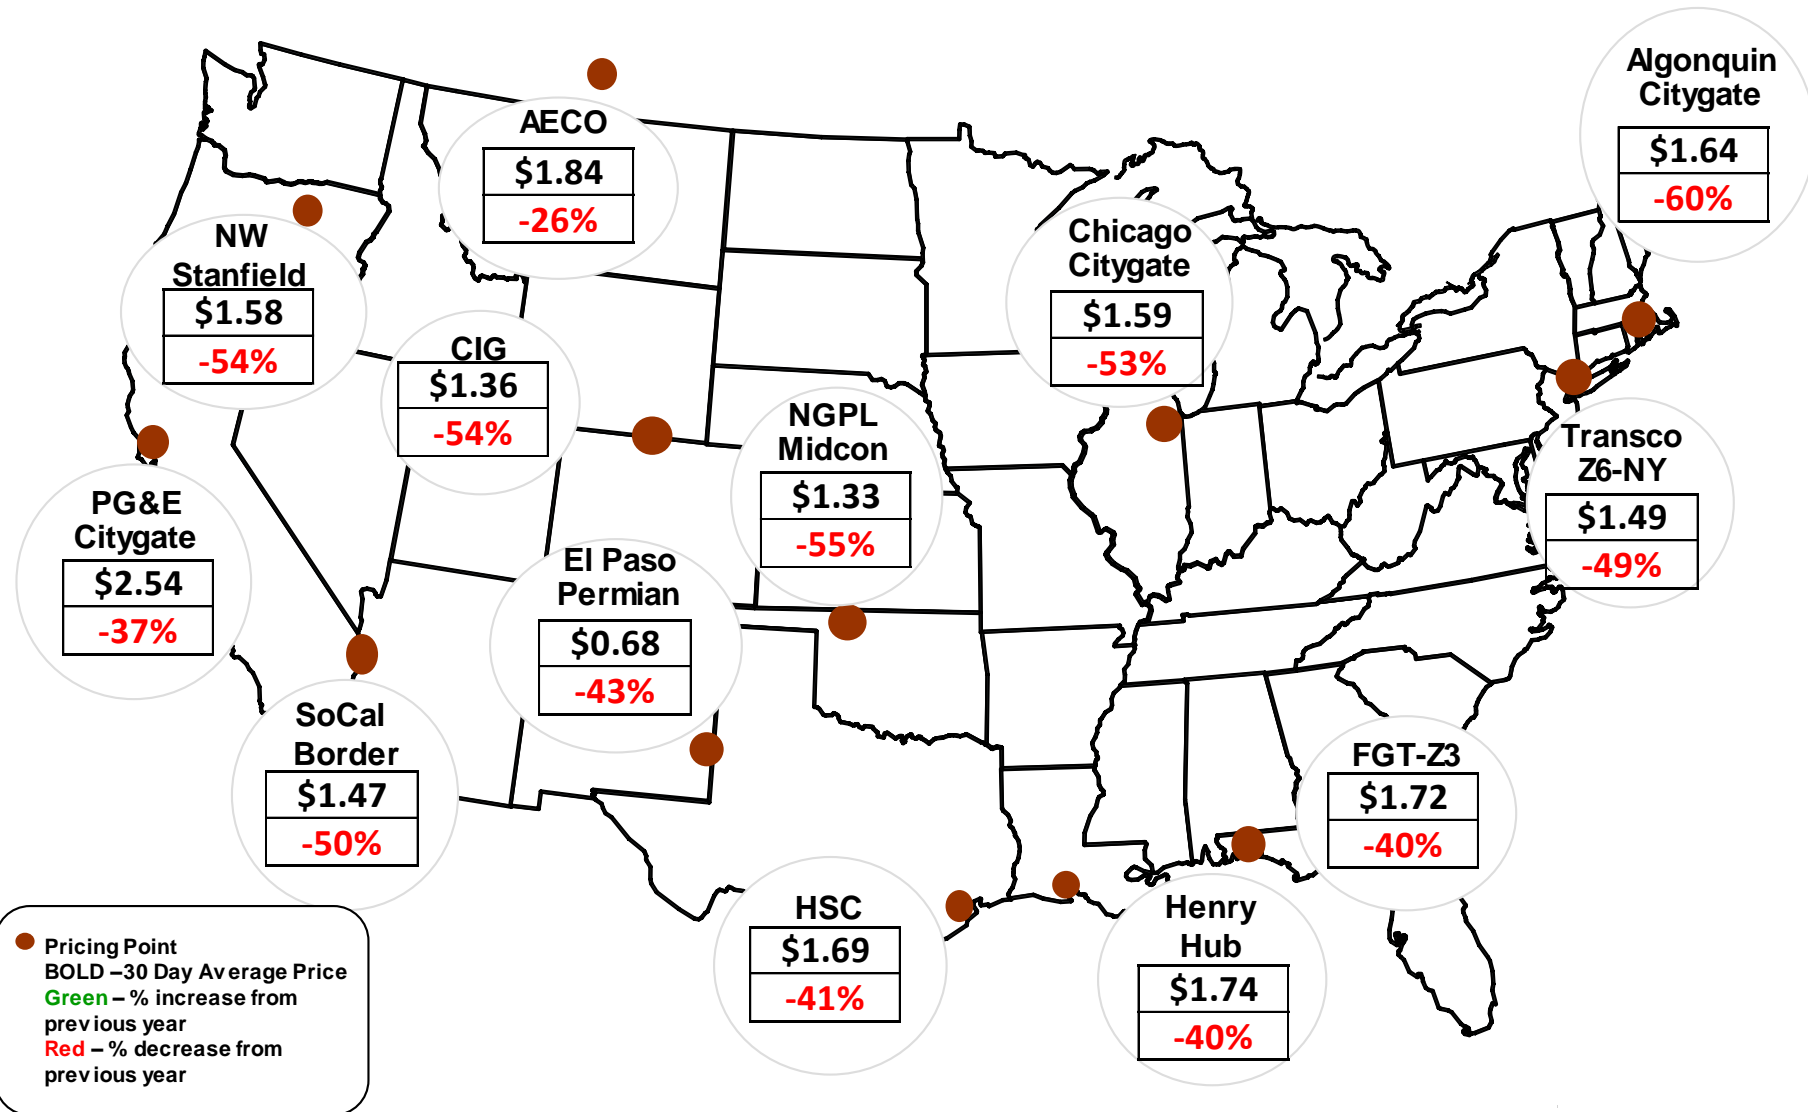 Algonquin
Citygate
$1.64
-60%
AECO
$1.84
-26%
Chicago
Citygate
$1.59
-53%
NW
Stanfield
$1.58
-54%
CIG
$1.36
-54%
NGPL
Midcon
$1.33
-55%
Transco
Z6-NY
$1.49
-49%
PG&E
Citygate
$2.54
-37%
El Paso
Permian
$0.68
-43%
SoCal
Border
$1.47
-50%
FGT-Z3
$1.72
-40%
HSC
$1.69
-41%
Henry
Hub
$1.74
-40%
Pricing Point
BOLD –30 Day Average Price
Green – % increase from
previous year
Red – % decrease from
previous year